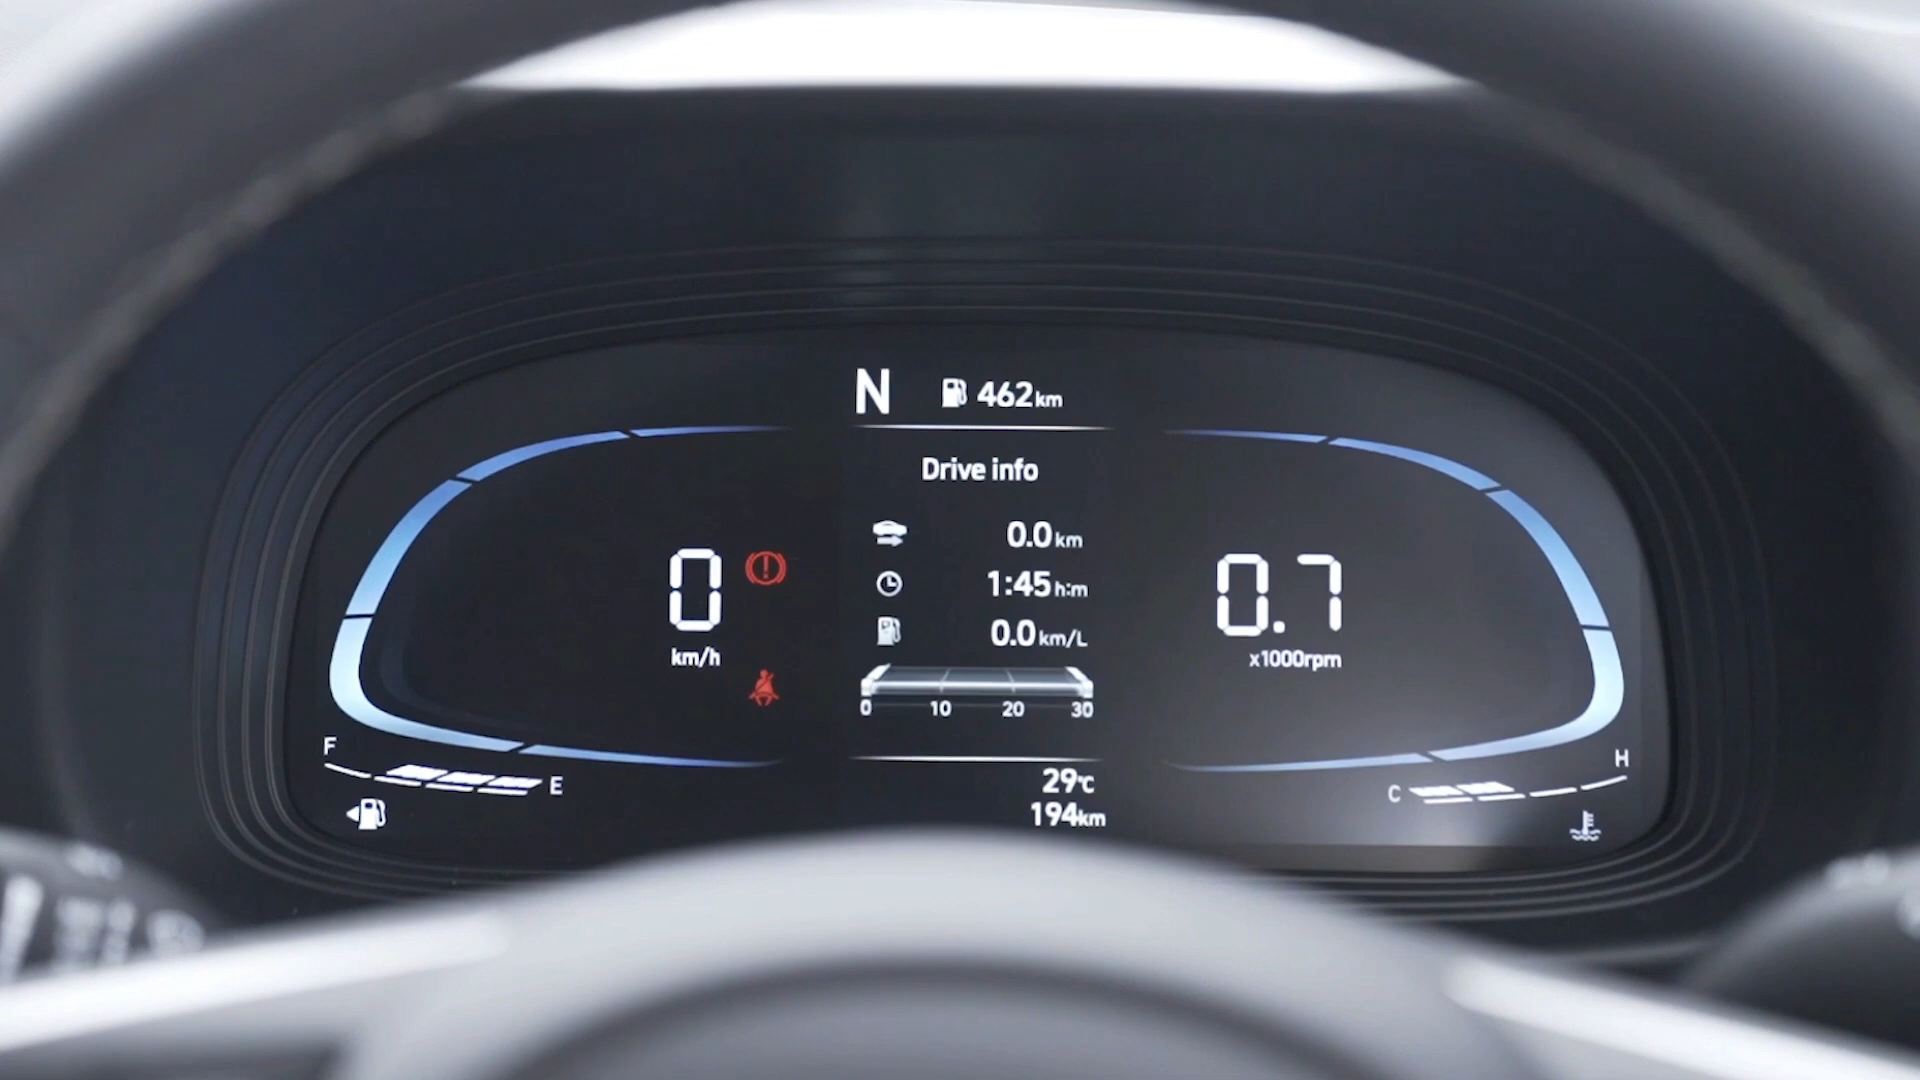 N 462km
Drive info
0.0km
1:45h:m
0.0km/L
0 10 20 30
0
km/h
0.7
x1000rpm
F
E
C
H
29℃
194km